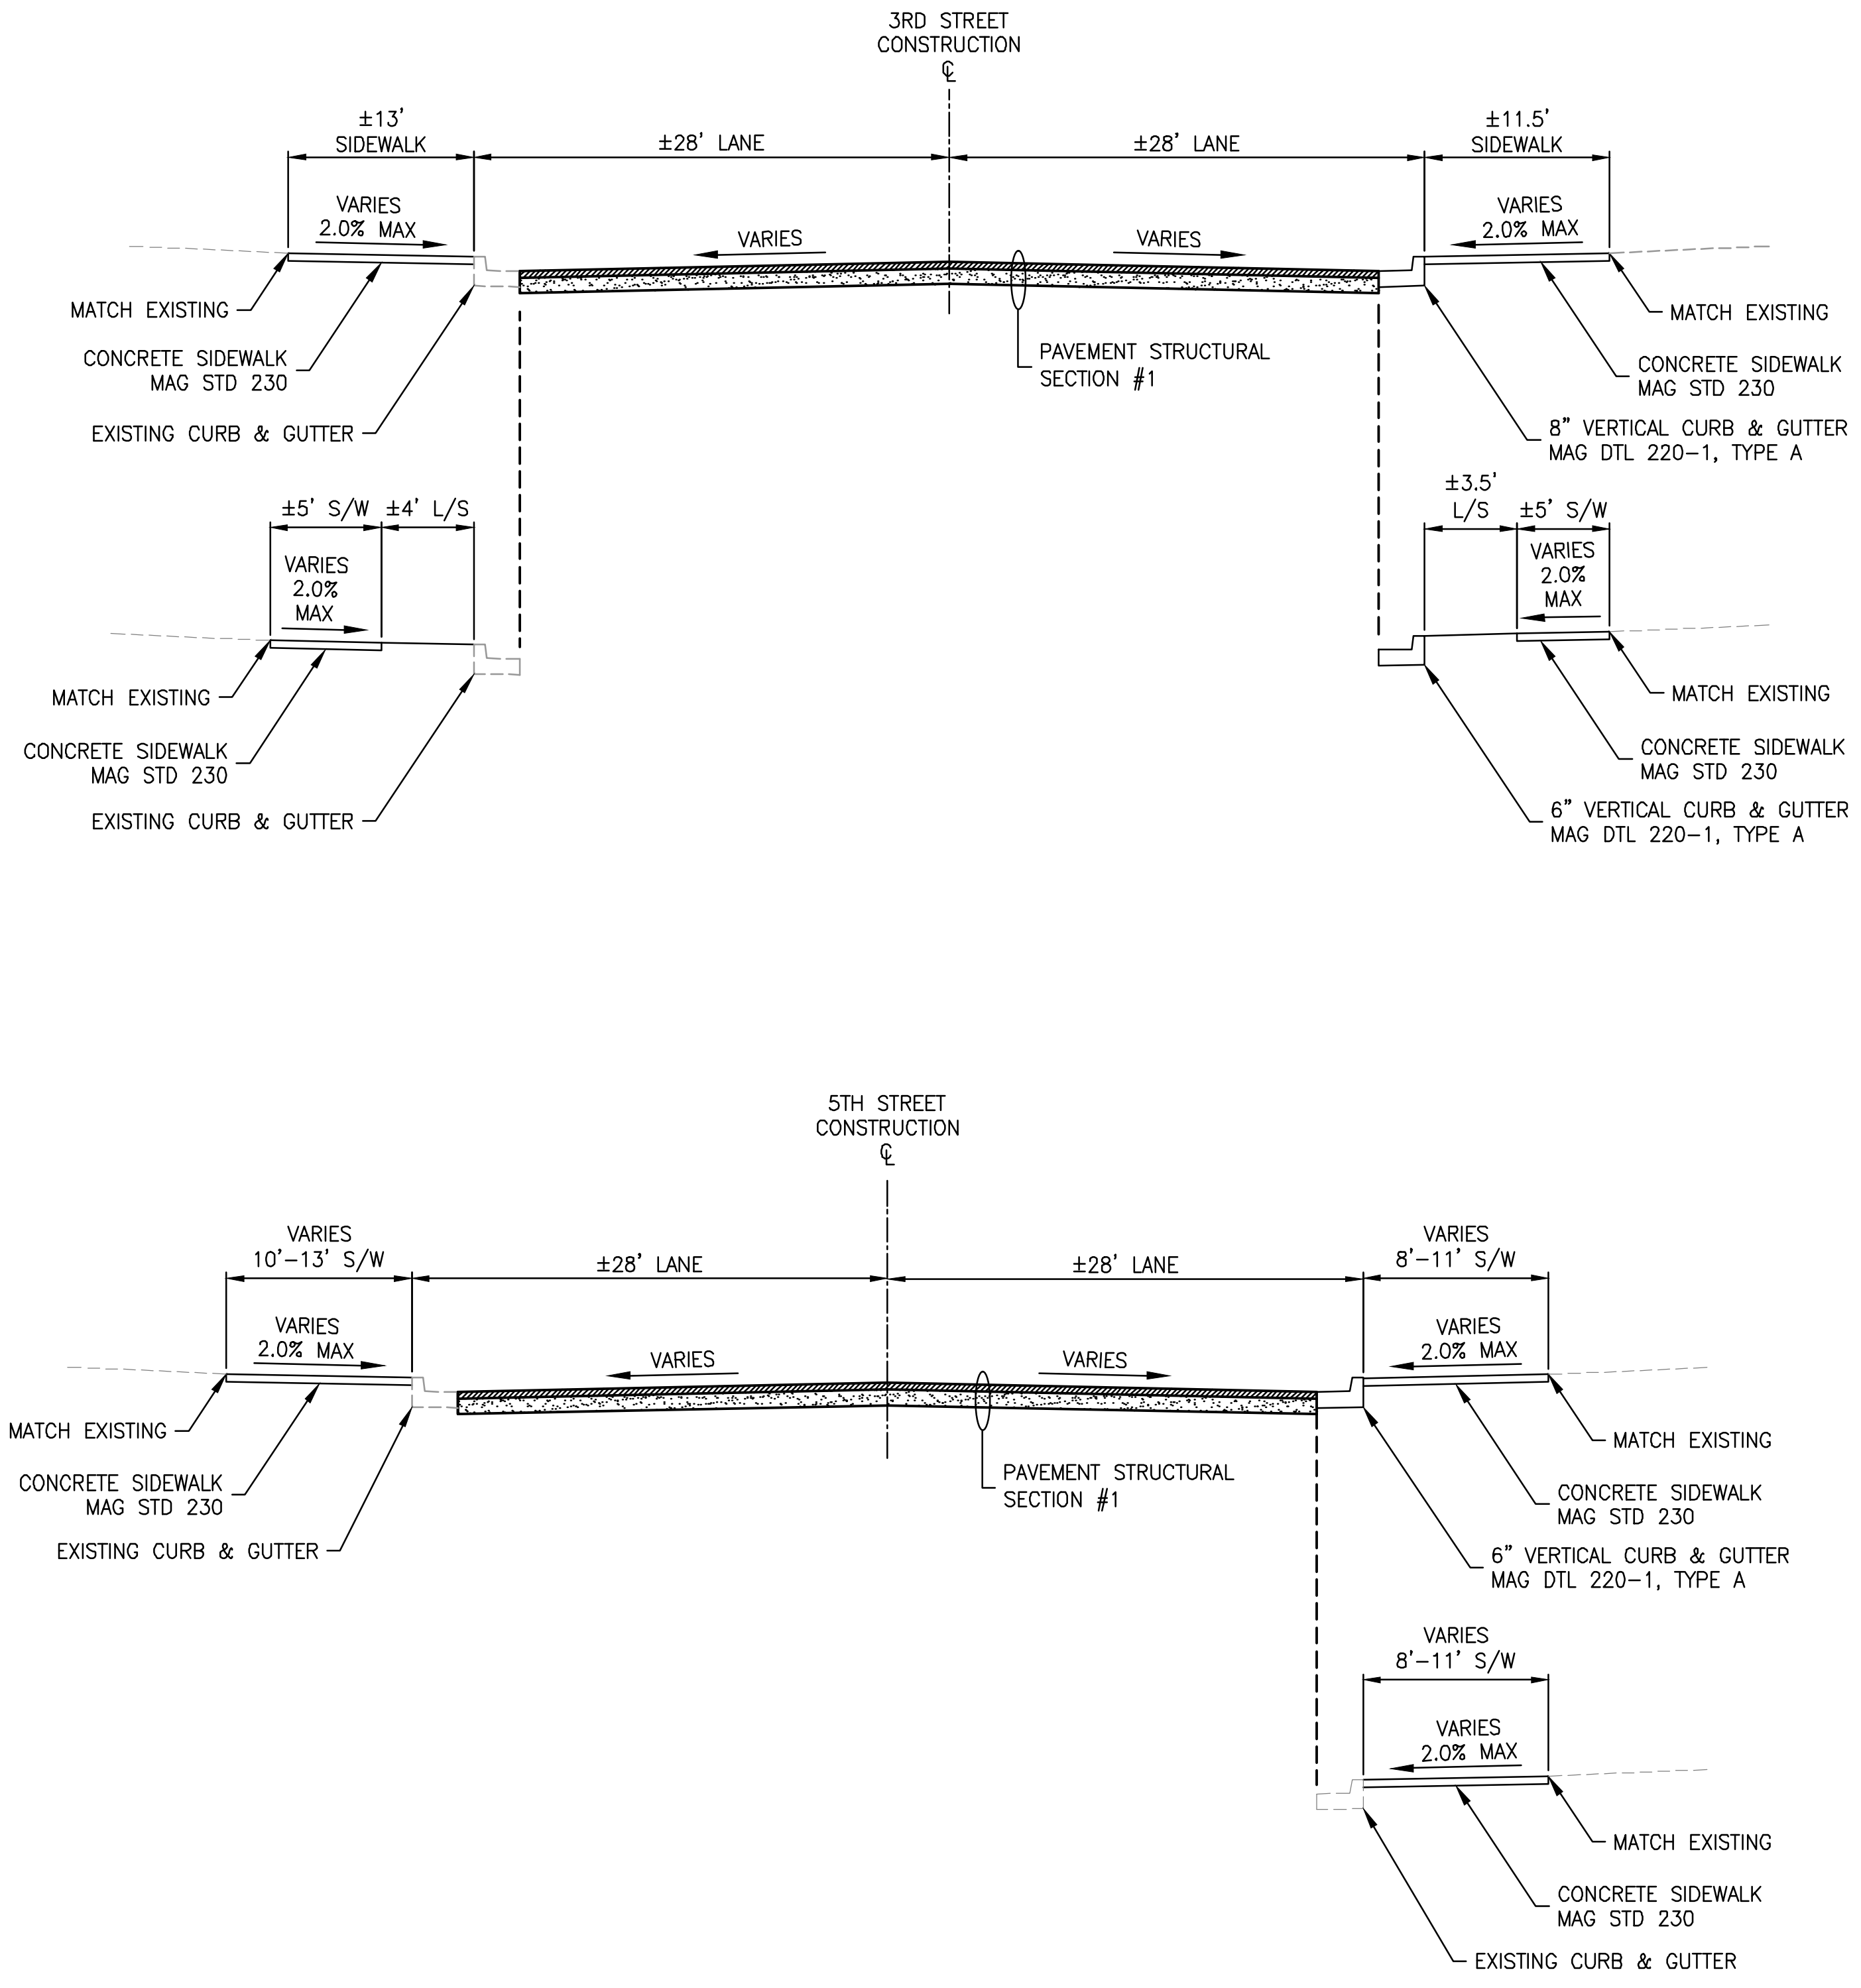 3RD STREET
CONSTRUCTION
℄
±13'
SIDEWALK
±28' LANE
±28' LANE
±11.5'
SIDEWALK
VARIES
2.0% MAX
VARIES
VARIES
VARIES
2.0% MAX
MATCH EXISTING
CONCRETE SIDEWALK
MAG STD 230
EXISTING CURB & GUTTER
PAVEMENT STRUCTURAL
SECTION #1
MATCH EXISTING
CONCRETE SIDEWALK
MAG STD 230
8" VERTICAL CURB & GUTTER
MAG DTL 220-1, TYPE A
±5' S/W
±4' L/S
±3.5'
L/S
±5' S/W
VARIES
2.0%
MAX
VARIES
2.0%
MAX
MATCH EXISTING
CONCRETE SIDEWALK
MAG STD 230
EXISTING CURB & GUTTER
MATCH EXISTING
CONCRETE SIDEWALK
MAG STD 230
6" VERTICAL CURB & GUTTER
MAG DTL 220-1, TYPE A
5TH STREET
CONSTRUCTION
℄
VARIES
10'-13' S/W
±28' LANE
±28' LANE
VARIES
8'-11' S/W
VARIES
2.0% MAX
VARIES
VARIES
VARIES
2.0% MAX
MATCH EXISTING
CONCRETE SIDEWALK
MAG STD 230
EXISTING CURB & GUTTER
PAVEMENT STRUCTURAL
SECTION #1
MATCH EXISTING
CONCRETE SIDEWALK
MAG STD 230
6" VERTICAL CURB & GUTTER
MAG DTL 220-1, TYPE A
VARIES
8'-11' S/W
VARIES
2.0% MAX
MATCH EXISTING
CONCRETE SIDEWALK
MAG STD 230
EXISTING CURB & GUTTER